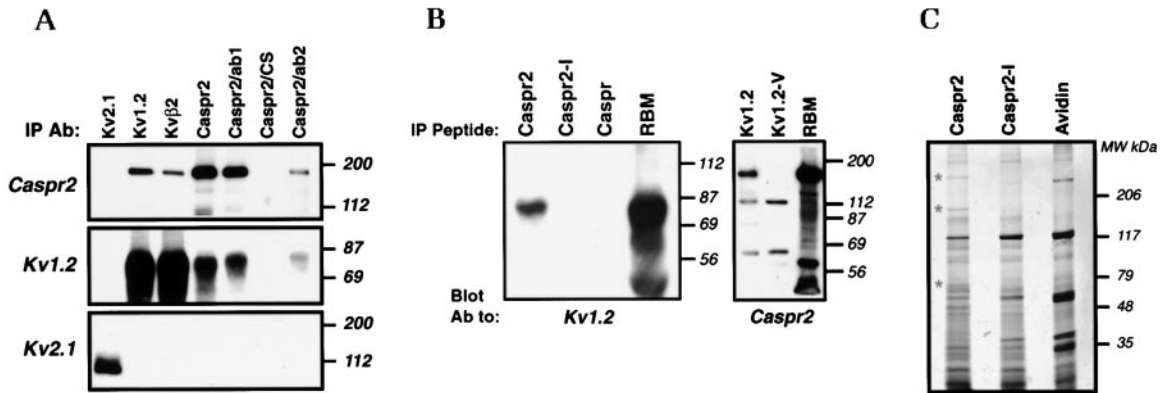 A
IP Ab:
Kv2.1
Kv1.2
Kvβ2
Caspr2
Caspr2/ab1
Caspr2/CS
Caspr2/ab2
Caspr2
200
112
Kv1.2
87
69
Kv2.1
200
112
B
IP Peptide:
Caspr2
Caspr2-I
Caspr
RBM
112
87
69
56
Blot
Ab to:
Kv1.2
Kv1.2
Kv1.2-V
RBM
200
112
87
69
56
Caspr2
C
Caspr2
Caspr2-I
Avidin
MW kDa
*
206
*
117
79
*
48
35